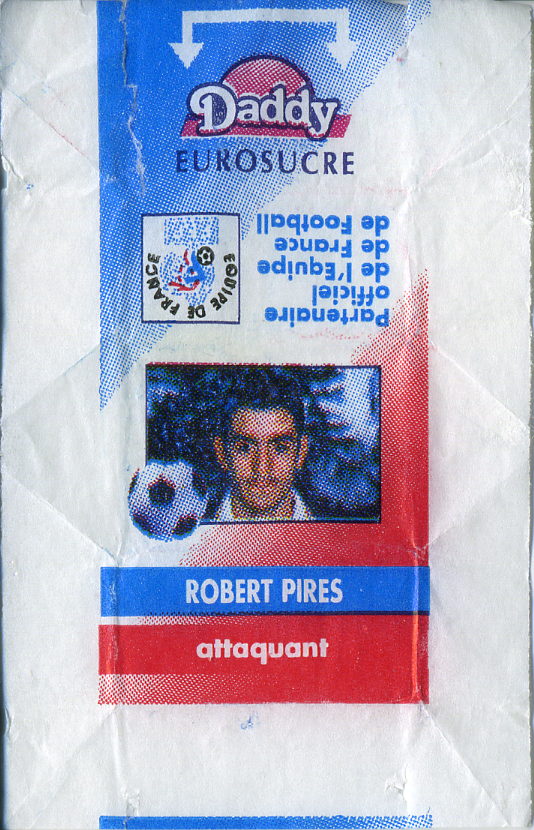 Daddy
EUROSUCRE
Partenaire
officiel
de l'Equipe
de France
de Football
EQUIPE DE FRANCE
ROBERT PIRES
attaquant